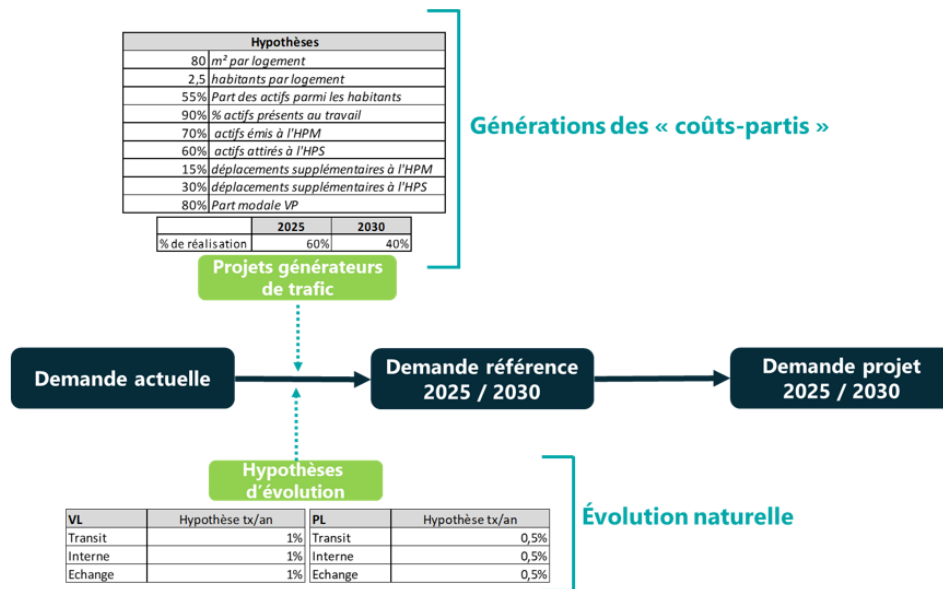 Hypothèses
80 m² par logement
2,5 habitants par logement
55% Part des actifs parmi les habitants
90% % actifs présents au travail
70% actifs émis à l'HPM
60% actifs attirés à l'HPS
15% déplacements supplémentaires à l'HPM
30% déplacements supplémentaires à l'HPS
80% Part modale VP
2025 2030
% de réalisation 60% 40%
Générations des « coûts-partis »
Projets générateurs
de trafic
Demande actuelle
Demande référence
2025 / 2030
Demande projet
2025 / 2030
Hypothèses
d'évolution
VL Hypothèse tx/an PL Hypothèse tx/an
Transit 1% Transit 0,5%
Interne 1% Interne 0,5%
Echange 1% Echange 0,5%
Évolution naturelle